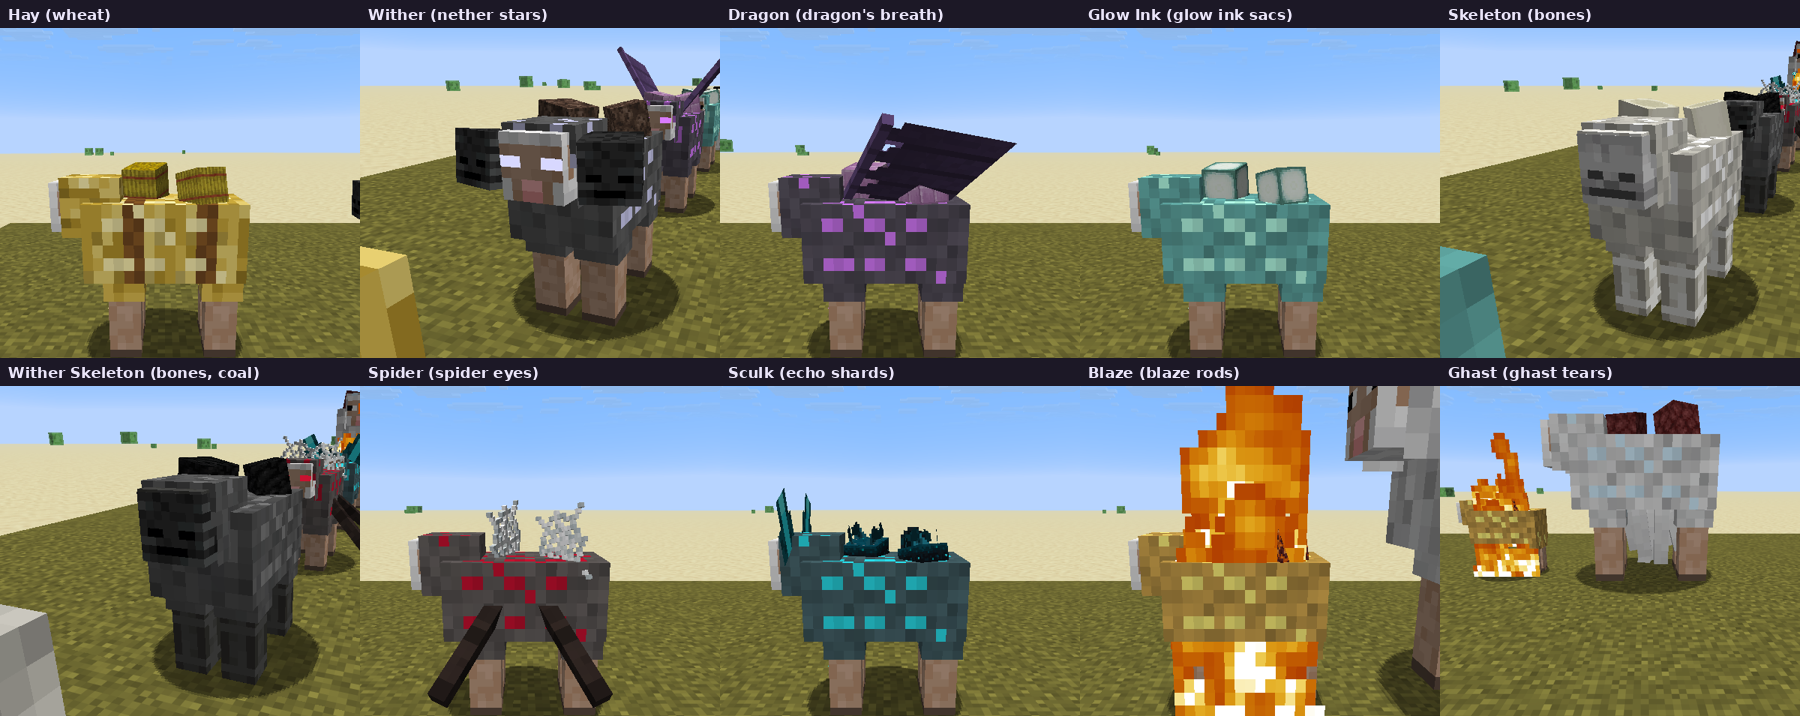 Hay (wheat)
Wither (nether stars)
Dragon (dragon's breath)
Glow Ink (glow ink sacs)
Skeleton (bones)
Wither Skeleton (bones, coal)
Spider (spider eyes)
Sculk (echo shards)
Blaze (blaze rods)
Ghast (ghast tears)